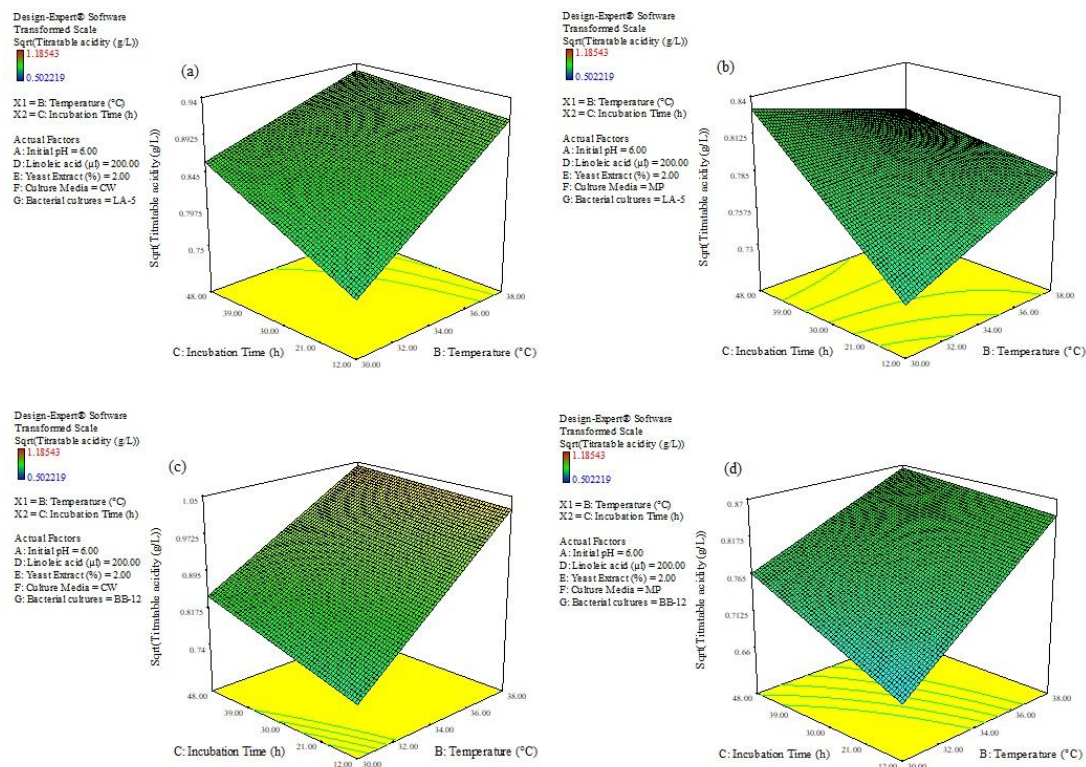 Design-Expert® Software
Transformed Scale
Sqrt(Titratable acidity (g/L))
1.18543
0.502219
X1 = B: Temperature (°C)
X2 = C: Incubation Time (h)
Actual Factors
A: Initial pH = 6.00
D: Linoleic acid (µl) = 200.00
E: Yeast Extract (%) = 2.00
F: Culture Media = CW
G: Bacterial cultures = LA-5
(a)
0.94
0.8925
0.845
0.7975
0.75
Sqrt(Titratable acidity (g/L))
48.00
39.00
30.00
21.00
12.00
C: Incubation Time (h)
30.00
32.00
34.00
36.00
38.00
B: Temperature (°C)
Design-Expert® Software
Transformed Scale
Sqrt(Titratable acidity (g/L))
1.18543
0.502219
X1 = B: Temperature (°C)
X2 = C: Incubation Time (h)
Actual Factors
A: Initial pH = 6.00
D: Linoleic acid (µl) = 200.00
E: Yeast Extract (%) = 2.00
F: Culture Media = MP
G: Bacterial cultures = LA-5
(b)
0.84
0.8125
0.785
0.7575
0.73
Sqrt(Titratable acidity (g/L))
48.00
39.00
30.00
21.00
12.00
C: Incubation Time (h)
30.00
32.00
34.00
36.00
38.00
B: Temperature (°C)
Design-Expert® Software
Transformed Scale
Sqrt(Titratable acidity (g/L))
1.18543
0.502219
X1 = B: Temperature (°C)
X2 = C: Incubation Time (h)
Actual Factors
A: Initial pH = 6.00
D: Linoleic acid (µl) = 200.00
E: Yeast Extract (%) = 2.00
F: Culture Media = CW
G: Bacterial cultures = BB-12
(c)
1.05
0.9725
0.895
0.8175
0.74
Sqrt(Titratable acidity (g/L))
48.00
39.00
30.00
21.00
12.00
C: Incubation Time (h)
30.00
32.00
34.00
36.00
38.00
B: Temperature (°C)
Design-Expert® Software
Transformed Scale
Sqrt(Titratable acidity (g/L))
1.18543
0.502219
X1 = B: Temperature (°C)
X2 = C: Incubation Time (h)
Actual Factors
A: Initial pH = 6.00
D: Linoleic acid (µl) = 200.00
E: Yeast Extract (%) = 2.00
F: Culture Media = MP
G: Bacterial cultures = BB-12
(d)
0.87
0.8175
0.765
0.7125
0.66
Sqrt(Titratable acidity (g/L))
48.00
39.00
30.00
21.00
12.00
C: Incubation Time (h)
30.00
32.00
34.00
36.00
38.00
B: Temperature (°C)